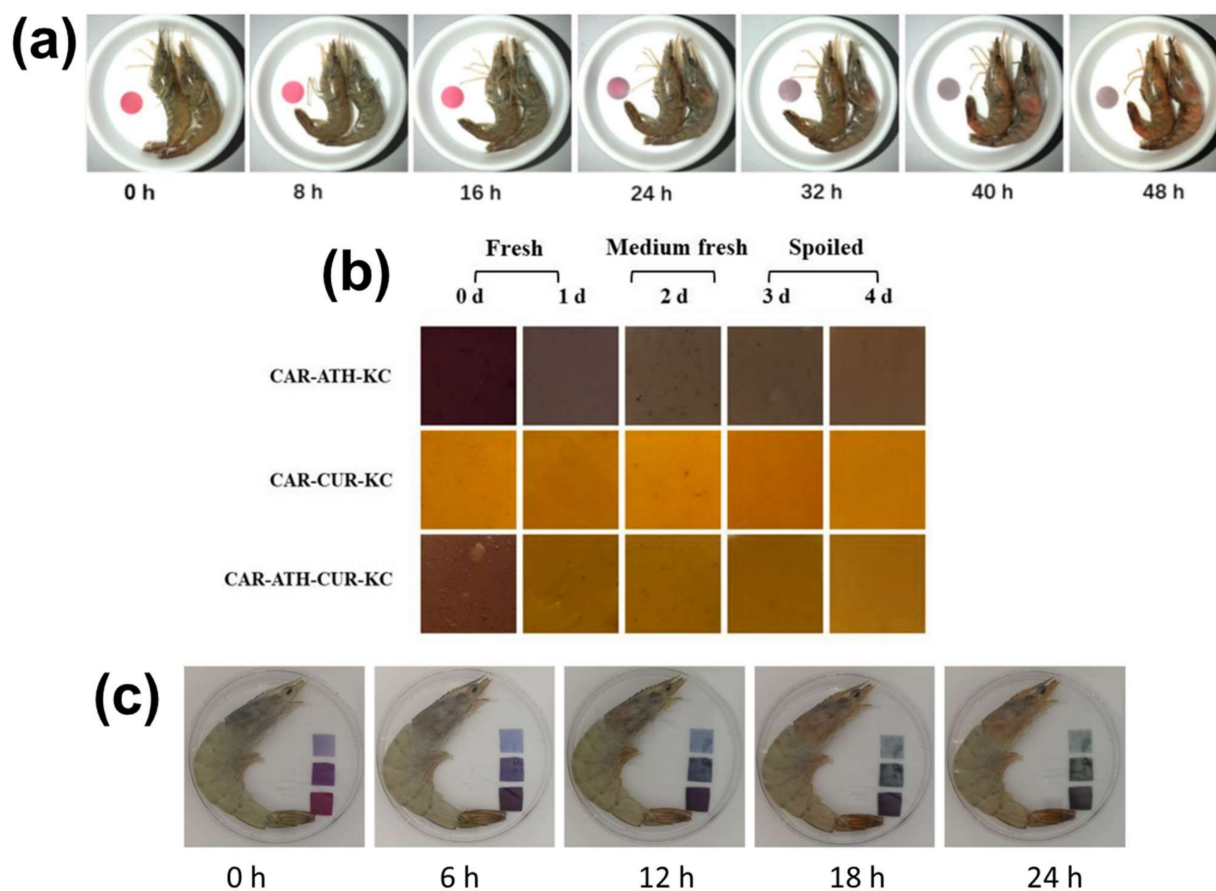 (a)
0 h 8 h 16 h 24 h 32 h 40 h 48 h
(b)
Fresh Medium fresh Spoiled
0 d 1 d 2 d 3 d 4 d
CAR-ATH-KC
CAR-CUR-KC
CAR-ATH-CUR-KC
(c)
0 h 6 h 12 h 18 h 24 h